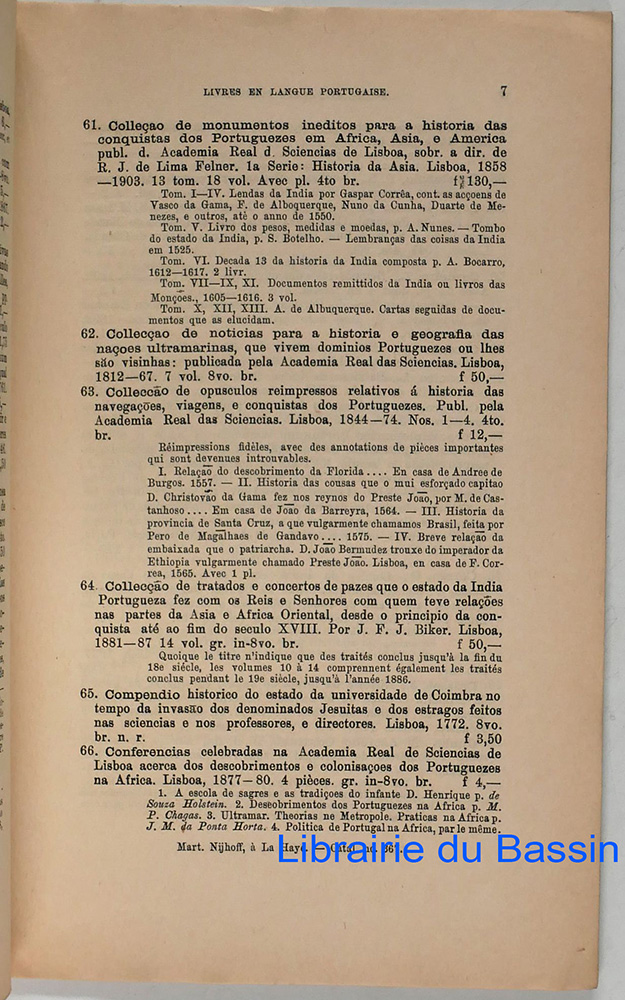 LIVRES EN LANGUE PORTUGAISE. 7
61. Colleçao de monumentos ineditos para a historia das
conquistas dos Portuguezes em Africa, Asia, e America
publ. d. Academia Real d. Sciencias de Lisboa, sobr. a dir. de
R. J. de Lima Felner. 1a Serie: Historia da Asia. Lisboa, 1858
—1903. 13 tom. 18 vol. Avec pl. 4to br. 130,—
Tom. I—IV. Lendas da India por Gaspar Corrêa, cont. as acçoens de
Vasco da Gama, F. de Alboquerque, Nuno da Cunha, Duarte de Me-
nezes, e outros, atè o anno de 1550.
Tom. V. Livro dos pesos, medidas e moedas, p. A. Nunes. — Tombo
do estado da India, p. S. Botelho. — Lembranças das coisas da India
em 1525.
Tom. VI. Decada 13 da historia da India composta p. A. Bocarro,
1612—1617. 2 livr.
Tom. VII—IX, XI. Documentos remittidos da India ou livros das
Monçoes., 1605—1616. 3 vol.
Tom. X, XII, XIII. A. de Albuquerque. Cartas seguidas de docu-
mentos que as elucidam.
62. Collecçao de noticias para a historia e geografia das
naçoes ultramarinas, que vivem dominios Portuguezes ou lhes
são visinhas: publicada pela Academia Real das Sciencias. Lisboa,
1812—67. 7 vol. 8vo. br. f 50,—
63. Collecção de opusculos reimpressos relativos á historia das
navegações, viagens, e conquistas dos Portuguezes. Publ. pela
Academia Real das Sciencias. Lisboa, 1844—74. Nos. 1—4. 4to.
br. f 12,—
Réimpressions fidèles, avec des annotations de pièces importantes
qui sont devenues introuvables.
I. Relação do descobrimento da Florida .... En casa de Andree de
Burgos. 1557. — II. Historia das cousas que o mui esforçado capitao
D. Christovão da Gama fez nos reynos do Preste João, por M. de Cas-
tanhoso .... Em casa de João da Barreyra, 1564. — III. Historia da
provincia de Santa Cruz, a que vulgarmente chamamos Brasil, feita por
Pero de Magalhaes de Gandavo .... 1575. — IV. Breve relação da
embaixada que o patriarcha. D. João Bermudez trouxe do imperador da
Ethiopia vulgarmente chamado Preste João. Lisboa, en casa de F. Cor-
rea, 1565. Avec 1 pl.
64. Collecção de tratados e concertos de pazes que o estado da India
Portugueza fez com os Reis e Senhores com quem teve relações
nas partes da Asia e Africa Oriental, desde o principio da con-
quista até ao fim do seculo XVIII. Por J. F. J. Biker. Lisboa,
1881—87 14 vol. gr. in-8vo. br. f 50,—
Quoique le titre n'indique que des traités conclus jusqu'à la fin du
18e siécle, les volumes 10 à 14 comprennent également les traités
conclus pendant le 19e siècle, jusqu'à l'année 1886.
65. Compendio historico do estado da universidade de Coimbra no
tempo da invasão dos denominados Jesuitas e dos estragos feitos
nas sciencias e nos professores, e directores. Lisboa, 1772. 8vo.
br. n. r. f 3,50
66. Conferencias celebradas na Academia Real de Sciencias de
Lisboa acerca dos descobrimentos e colonisaçoes dos Portuguezes
na Africa. Lisboa, 1877—80. 4 pièces. gr. in-8vo. br. f 4,—
1. A escola de sagres e as tradiçoes do infante D. Henrique p. de
Souza Holstein. 2. Desobrimentos dos Portuguezes na Africa p. M.
P. Chagas. 3. Ultramar. Theorias ne Metropole. Praticas na Africa p.
J. M. da Ponta Horta. 4. Politica de Portugal na Africa, par le même.
Mart. Nijhoff, à La Haye. — Catal. no. 367.
Librairie du Bassin